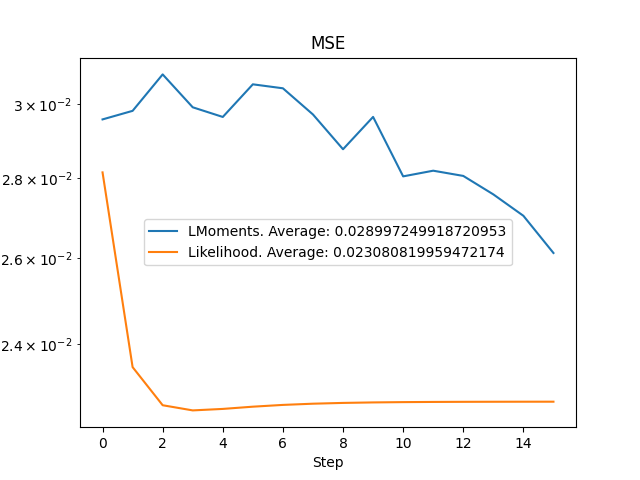 MSE
3 × 10⁻²
2.8 × 10⁻²
2.6 × 10⁻²
2.4 × 10⁻²
LMoments. Average: 0.028997249918720953
Likelihood. Average: 0.023080819959472174
0 2 4 6 8 10 12 14
Step